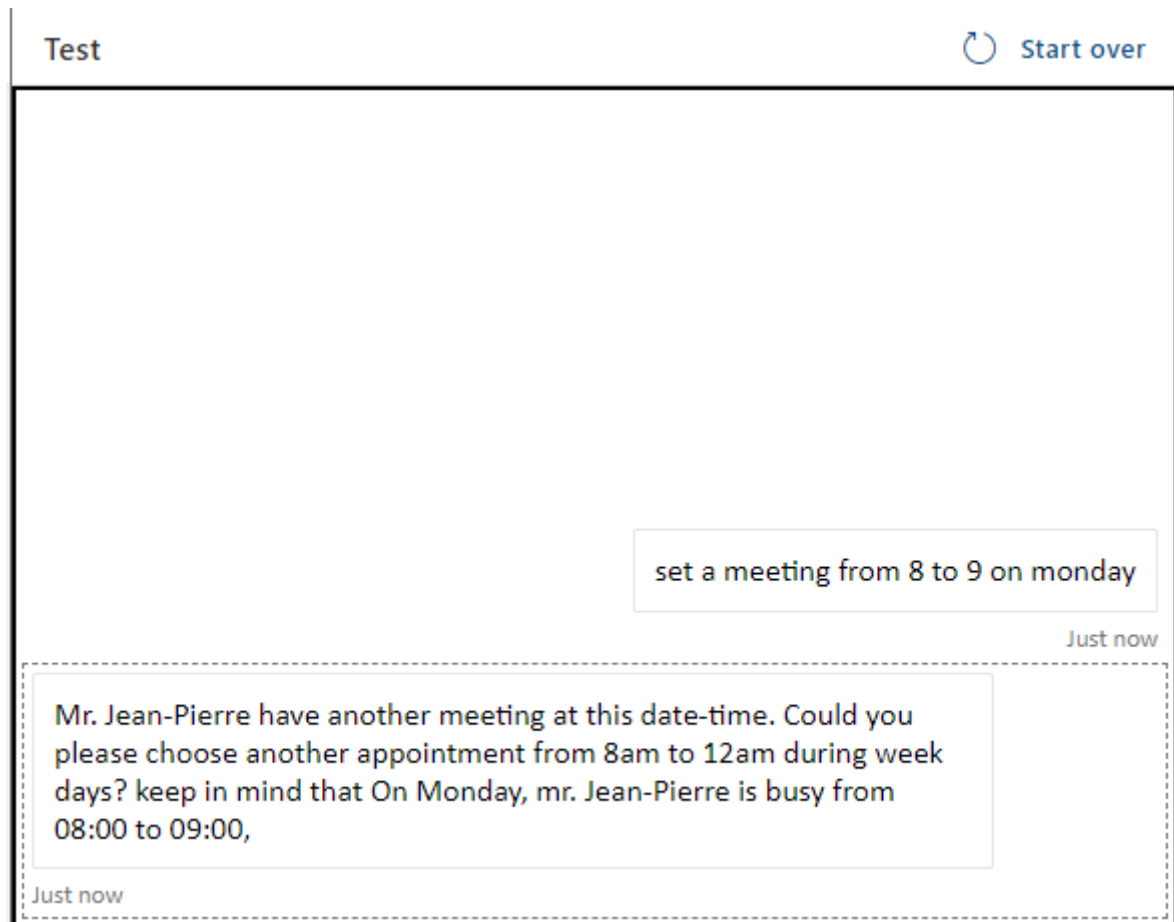 Test
Start over
set a meeting from 8 to 9 on monday
Just now
Mr. Jean-Pierre have another meeting at this date-time. Could you
please choose another appointment from 8am to 12am during week
days? keep in mind that On Monday, mr. Jean-Pierre is busy from
08:00 to 09:00,
Just now